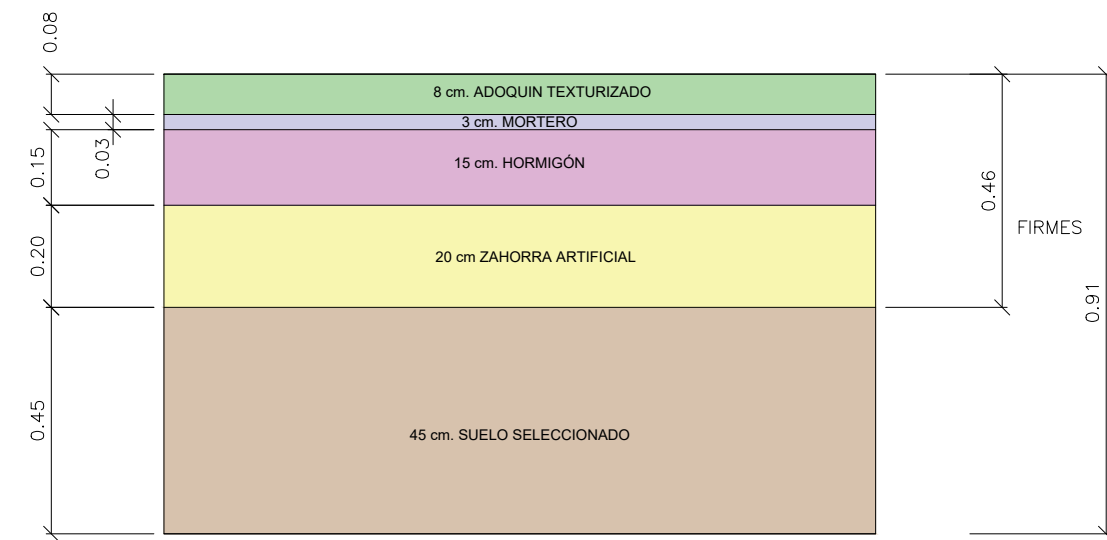 0.08
8 cm. ADOQUIN TEXTURIZADO
3 cm. MORTERO
0.03
0.15
15 cm. HORMIGÓN
0.46
FIRMES
0.20
20 cm ZAHORRA ARTIFICIAL
0.91
0.45
45 cm. SUELO SELECCIONADO